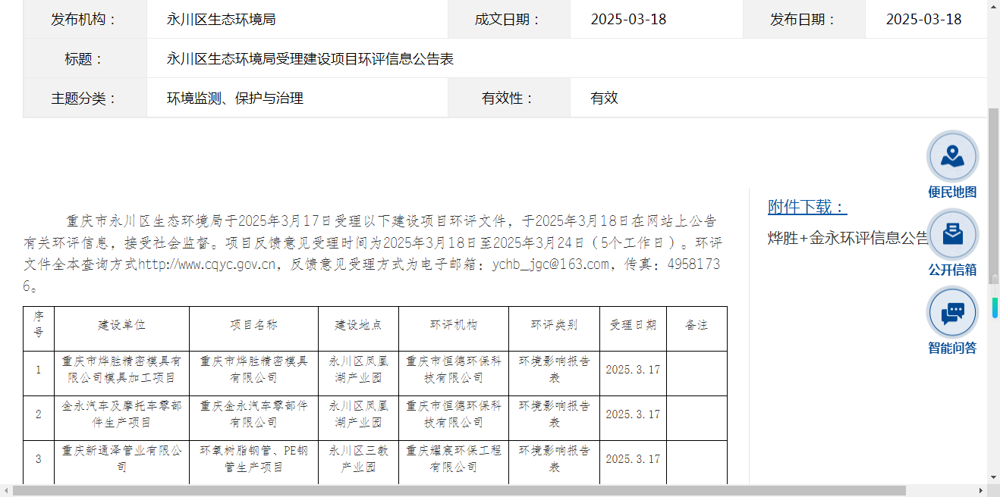 发布机构： 永川区生态环境局 成文日期： 2025-03-18 发布日期： 2025-03-18
标题： 永川区生态环境局受理建设项目环评信息公告表
主题分类： 环境监测、保护与治理 有效性： 有效
重庆市永川区生态环境局于2025年3月17日受理以下建设项目环评文件，于2025年3月18日在网站上公告
有关环评信息，接受社会监督。项目反馈意见受理时间为2025年3月18日至2025年3月24日（5个工作日）。环评
文件全本查询方式http://www.cqyc.gov.cn，反馈意见受理方式为电子邮箱：ychb_jgc@163.com，传真：4958173
6。
序
号
建设单位 项目名称 建设地点 环评机构 环评类别 受理日期 备注
1
重庆市烨胜精密模具有
限公司模具加工项目
重庆市烨胜精密模具
有限公司
永川区凤凰
湖产业园
重庆市恒德环保科
技有限公司
环境影响报告
表
2025.3.17
2
金永汽车及摩托车零部
件生产项目
重庆金永汽车零部件
有限公司
永川区凤凰
湖产业园
重庆市恒德环保科
技有限公司
环境影响报告
表
2025.3.17
3
重庆新通泽管业有限公
司
环氧树脂钢管、PE钢
管生产项目
永川区三教
产业园
重庆耀宸环保工程
有限公司
环境影响报告
表
2025.3.17
附件下载：
烨胜+金永环评信息公告
便民地图
公开信箱
智能问答